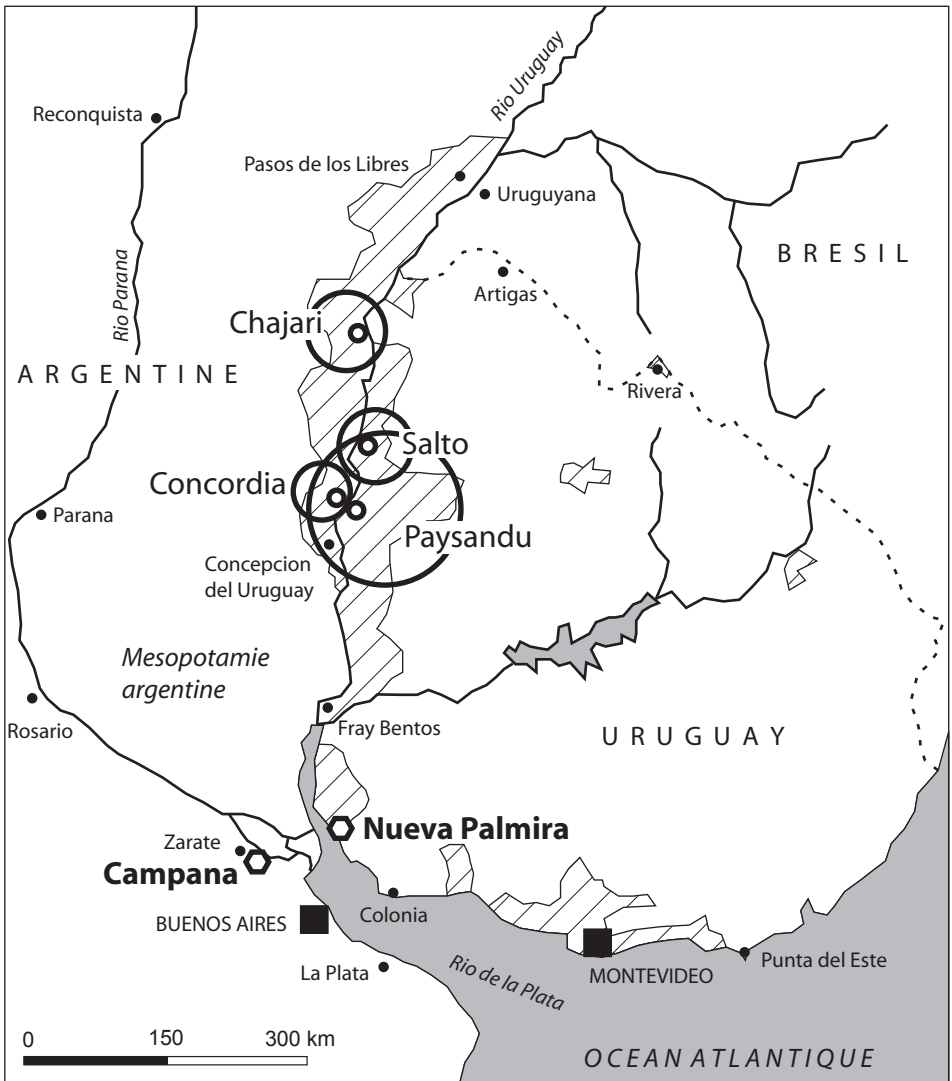 Rio Uruguay
Reconquista
Pasos de los Libres
Uruguyana
BRESIL
Rio Parana
Artigas
Chajari
ARGENTINE
Rivera
Salto
Concordia
Parana
Paysandu
Concepcion
del Uruguay
Mesopotamie
argentine
Rosario
Fray Bentos
URUGUAY
Nueva Palmira
Zarate
Campana
BUENOS AIRES
Colonia
La Plata
Rio de la Plata
MONTEVIDEO
Punta del Este
0 150 300 km
OCEAN ATLANTIQUE